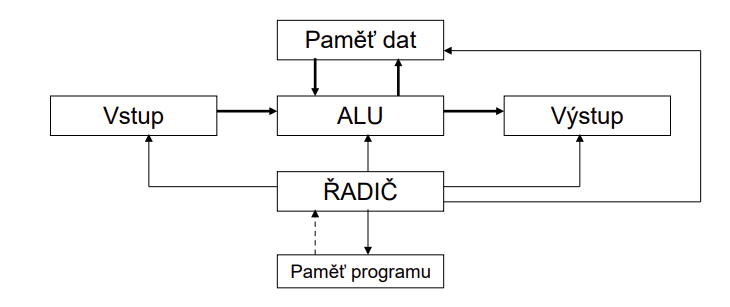 Paměť dat
Vstup
ALU
Výstup
ŘADIČ
Paměť programu